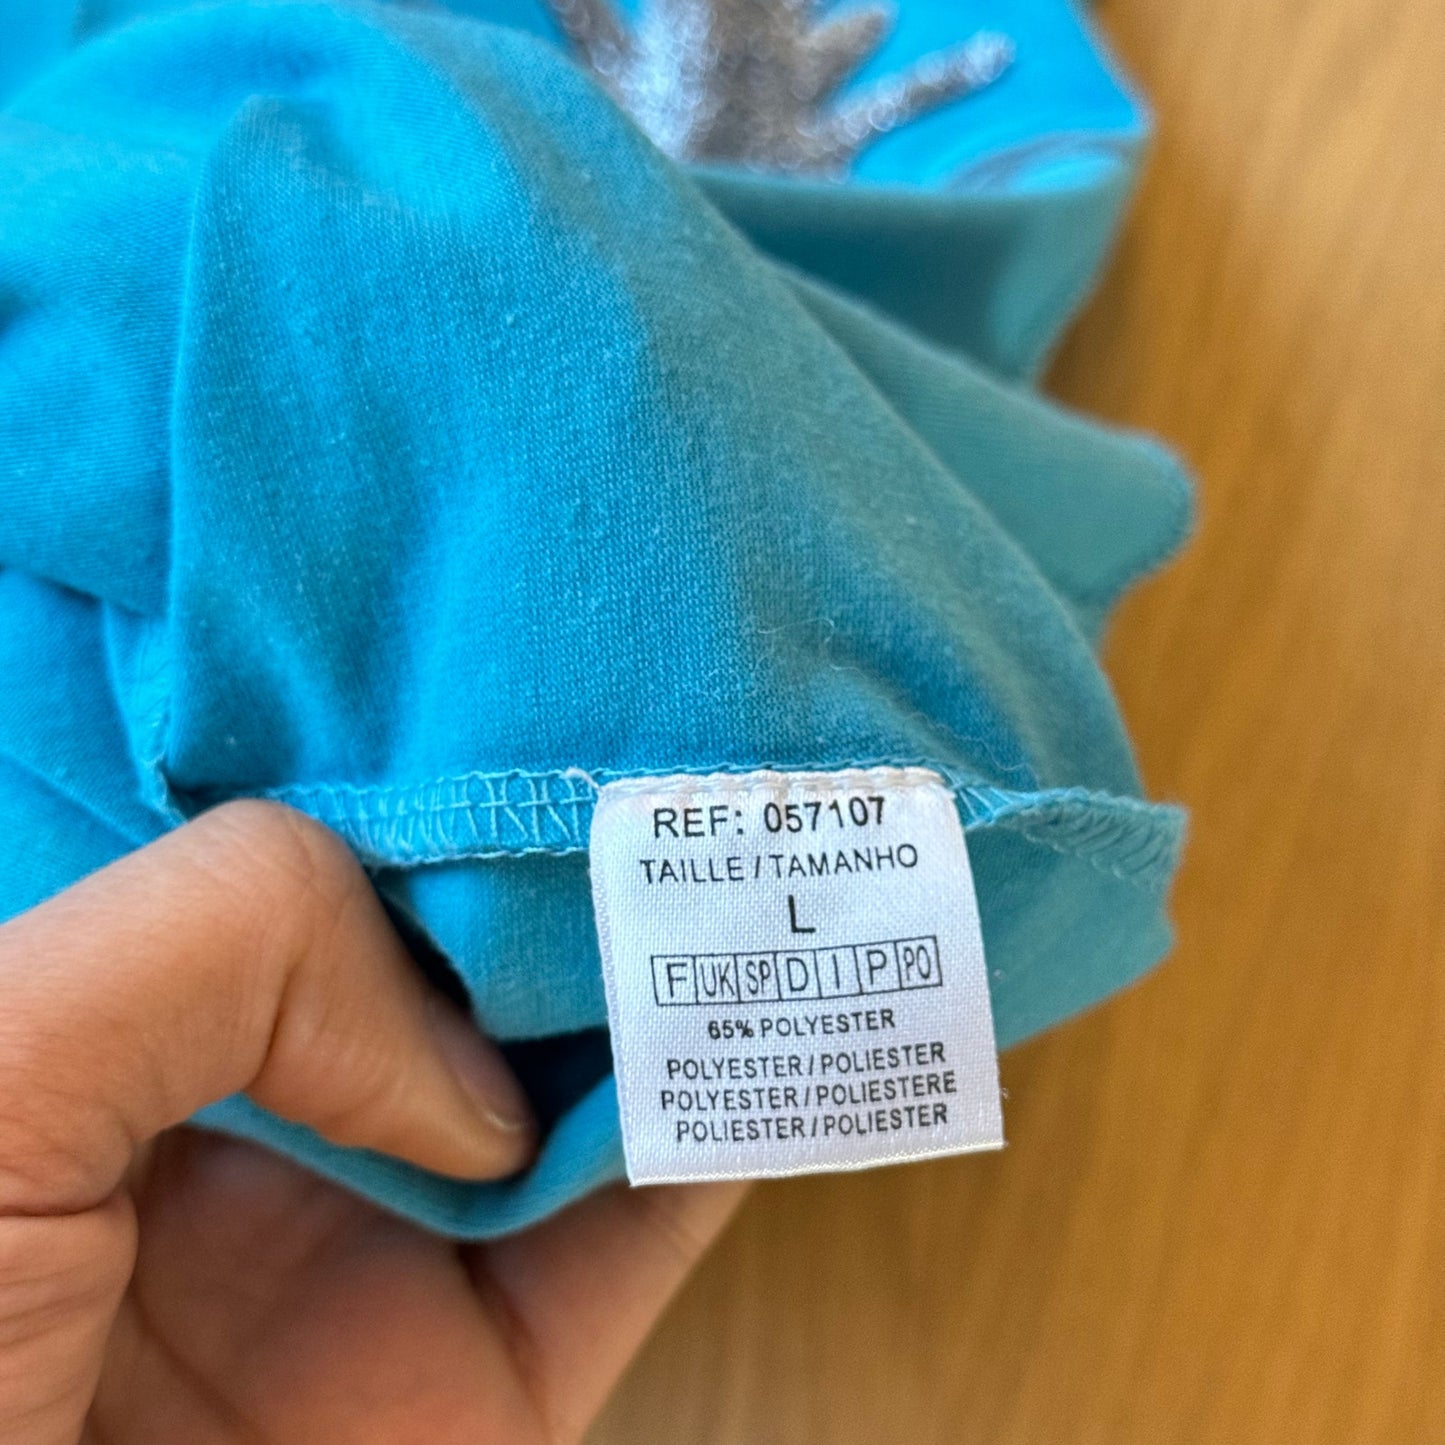 REF: 057107
TAILLE / TAMANHO
L
F UK SP D I P PO
65% POLYESTER
POLYESTER / POLIESTER
POLYESTER / POLIESTERE
POLIESTER / POLIESTER